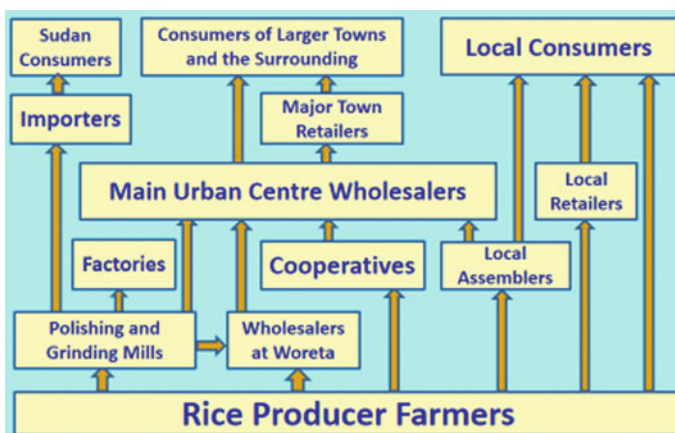 Sudan
Consumers
Consumers of Larger Towns
and the Surrounding
Local Consumers
Importers
Major Town
Retailers
Main Urban Centre Wholesalers
Local
Retailers
Factories
Cooperatives
Local
Assemblers
Polishing and
Grinding Mills
Wholesalers
at Woreta
Rice Producer Farmers